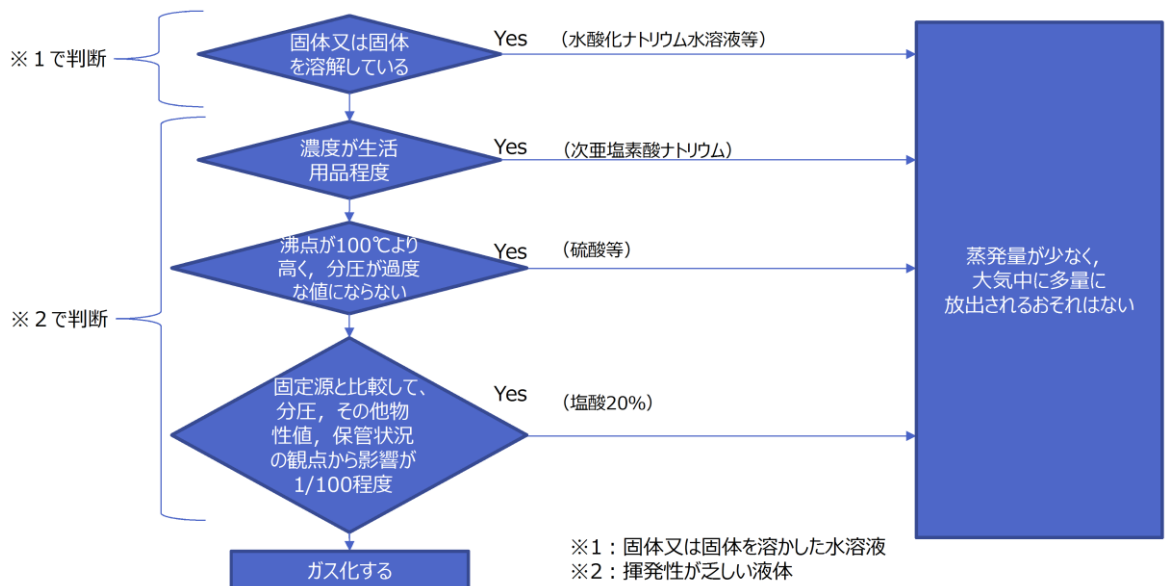 ※１で判断
固体又は固体
を溶解している
Yes
（水酸化ナトリウム水溶液等）
濃度が生活
用品程度
Yes
（次亜塩素酸ナトリウム）
沸点が100℃より
高く，分圧が過度
な値にならない
Yes
（硫酸等）
※２で判断
固定源と比較して、
分圧，その他物
性値，保管状況
の観点から影響が
1/100程度
Yes
（塩酸20%）
蒸発量が少なく，
大気中に多量に
放出されるおそれはない
ガス化する
※1：固体又は固体を溶かした水溶液
※2：揮発性が乏しい液体